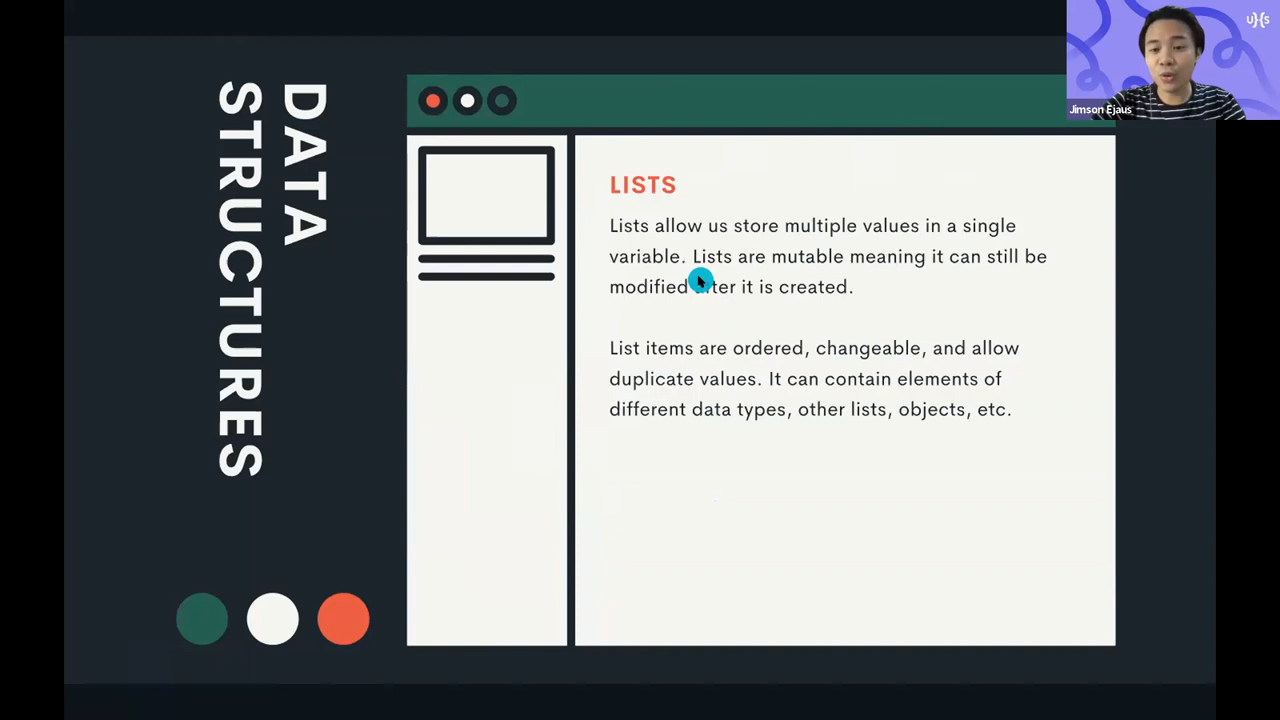 DATA
STRUCTURES
LISTS
Lists allow us store multiple values in a single
variable. Lists are mutable meaning it can still be
modified after it is created.
List items are ordered, changeable, and allow
duplicate values. It can contain elements of
different data types, other lists, objects, etc.
Jimson Ejaus